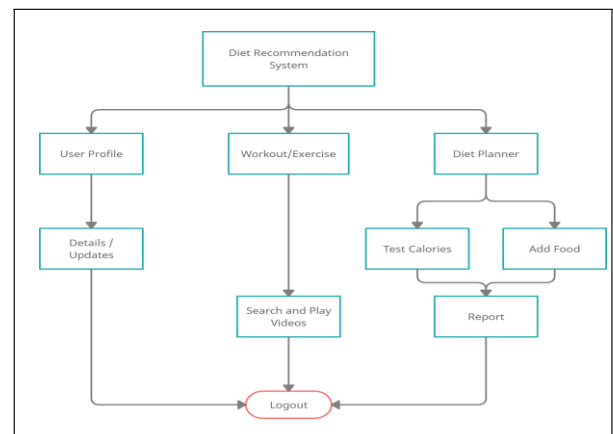 Diet Recommendation
System
User Profile
Workout/Exercise
Diet Planner
Details /
Updates
Test Calories
Add Food
Search and Play
Videos
Report
Logout